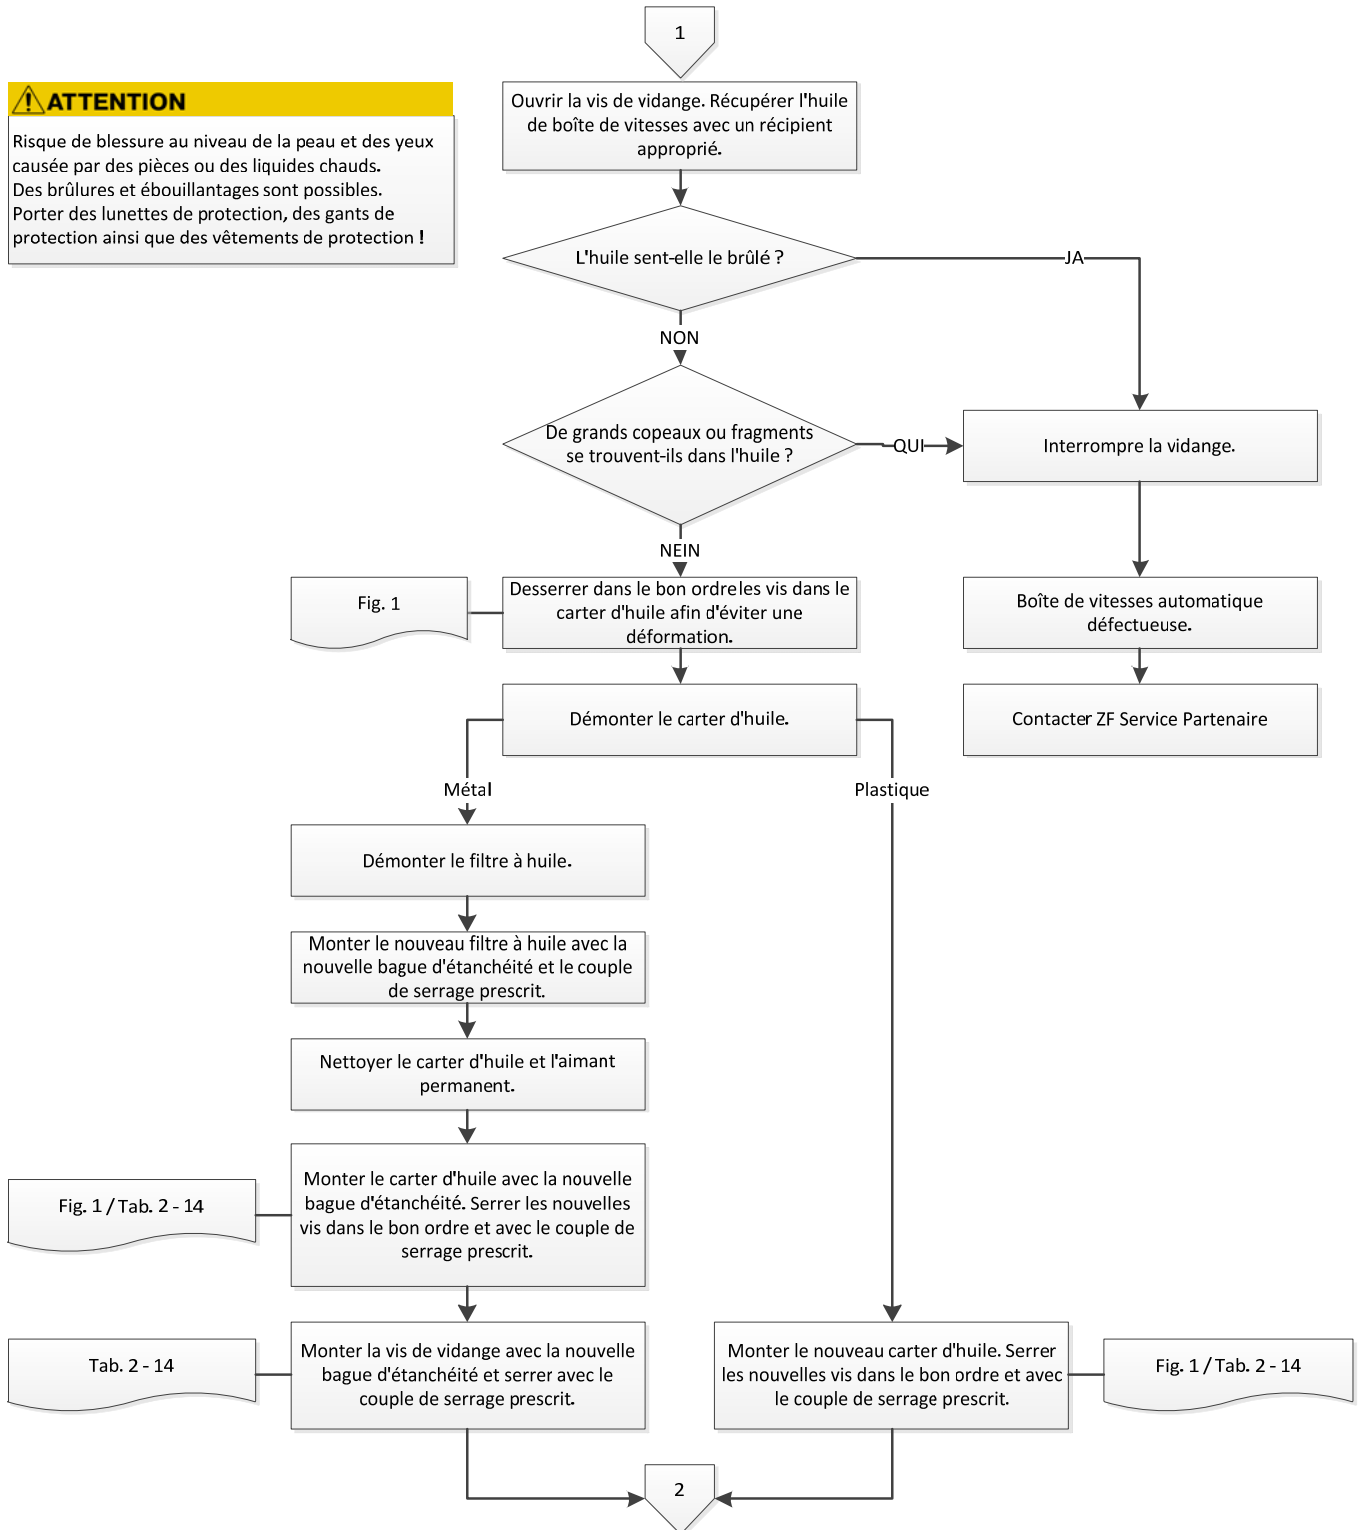 1
ATTENTION
Risque de blessure au niveau de la peau et des yeux
causée par des pièces ou des liquides chauds.
Des brûlures et ébouillantages sont possibles.
Porter des lunettes de protection, des gants de
protection ainsi que des vêtements de protection !
Ouvrir la vis de vidange. Récupérer l'huile
de boîte de vitesses avec un récipient
approprié.
L'huile sent-elle le brûlé ?
JA
NON
De grands copeaux ou fragments
se trouvent-ils dans l'huile ?
QUI
Interrompre la vidange.
NEIN
Fig. 1
Desserrer dans le bon ordreles vis dans le
carter d'huile afin d'éviter une
déformation.
Boîte de vitesses automatique
défectueuse.
Démonter le carter d'huile.
Contacter ZF Service Partenaire
Métal
Plastique
Démonter le filtre à huile.
Monter le nouveau filtre à huile avec la
nouvelle bague d'étanchéité et le couple
de serrage prescrit.
Nettoyer le carter d'huile et l'aimant
permanent.
Fig. 1 / Tab. 2 - 14
Monter le carter d'huile avec la nouvelle
bague d'étanchéité. Serrer les nouvelles
vis dans le bon ordre et avec le couple de
serrage prescrit.
Tab. 2 - 14
Monter la vis de vidange avec la nouvelle
bague d'étanchéité et serrer avec le
couple de serrage prescrit.
Monter le nouveau carter d'huile. Serrer
les nouvelles vis dans le bon ordre et avec
le couple de serrage prescrit.
Fig. 1 / Tab. 2 - 14
2